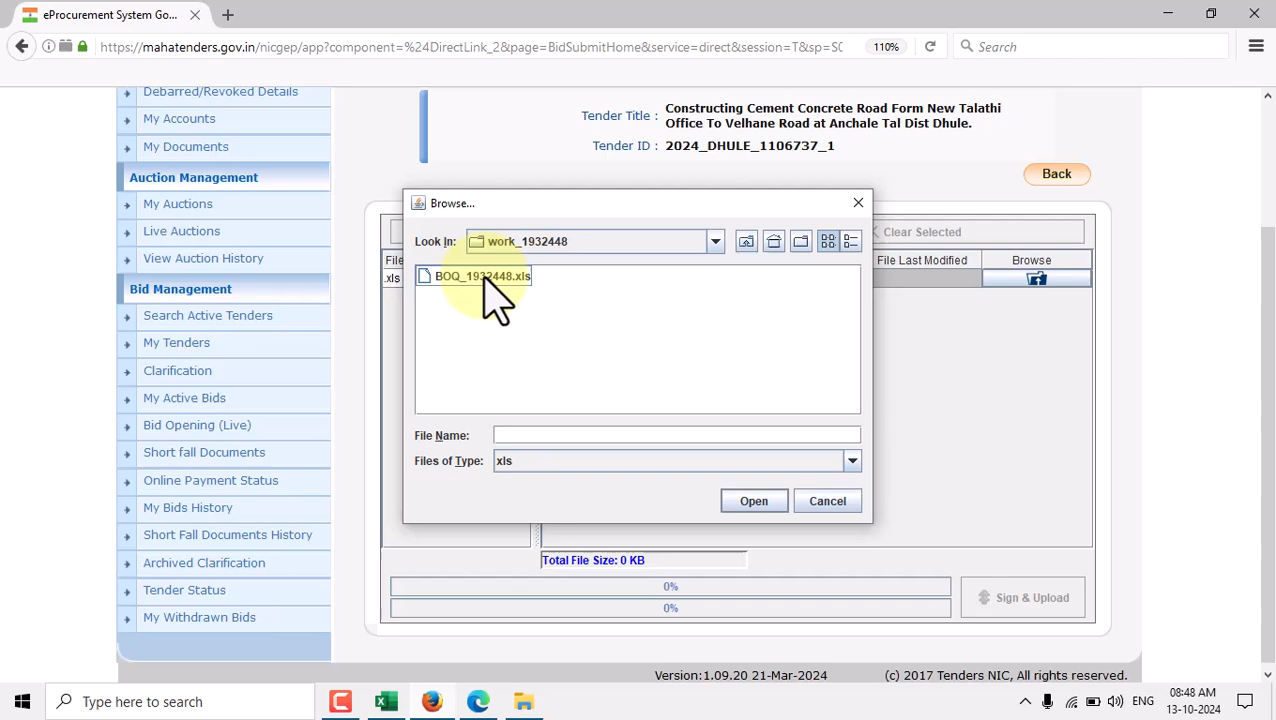 eProcurement System Go...
https://mahatenders.gov.in/nicgep/app?component=%24DirectLink_2&page=BidSubmitHome&service=direct&session=T&sp=SC
110%
Search
Debarred/Revoked Details
My Accounts
My Documents
Auction Management
My Auctions
Live Auctions
View Auction History
Bid Management
Search Active Tenders
My Tenders
Clarification
My Active Bids
Bid Opening (Live)
Short fall Documents
Online Payment Status
My Bids History
Short Fall Documents History
Archived Clarification
Tender Status
My Withdrawn Bids
Tender Title :
Constructing Cement Concrete Road Form New Talathi
Office To Velhane Road at Anchale Tal Dist Dhule.
Tender ID :
2024_DHULE_1106737_1
Back
Clear Selected
File
File Last Modified
Browse
.xls
Browse...
Look In:
work_1932448
BOQ_1932448.xls
File Name:
Files of Type:
xls
Open
Cancel
Total File Size: 0 KB
0%
0%
Sign & Upload
Version:1.09.20 21-Mar-2024
(c) 2017 Tenders NIC, All rights reserved.
Type here to search
ENG
08:48 AM
13-10-2024